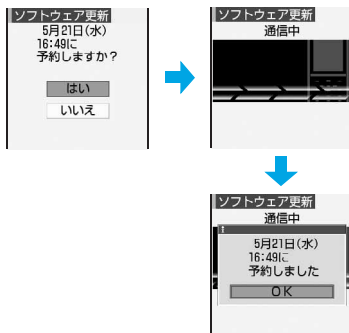 ソフトウェア更新
5月21日(水)
16:49に
予約しますか?
はい
いいえ
ソフトウェア更新
通信中
ソフトウェア更新
通信中
!
5月21日(水)
16:49に
予約しました
OK